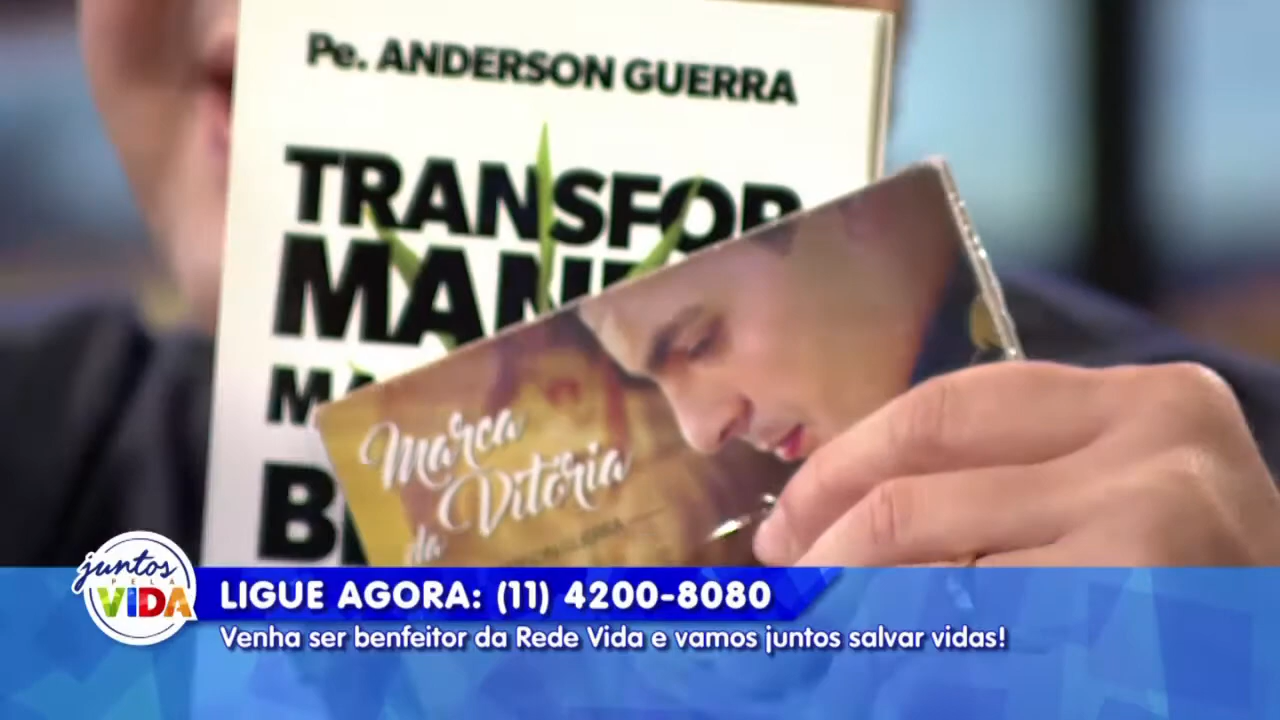 Pe. ANDERSON GUERRA
TRANSFOR
MAN
MA
B
Marca
da Vitória
juntos
PELA
VIDA
LIGUE AGORA: (11) 4200-8080
Venha ser benfeitor da Rede Vida e vamos juntos salvar vidas!